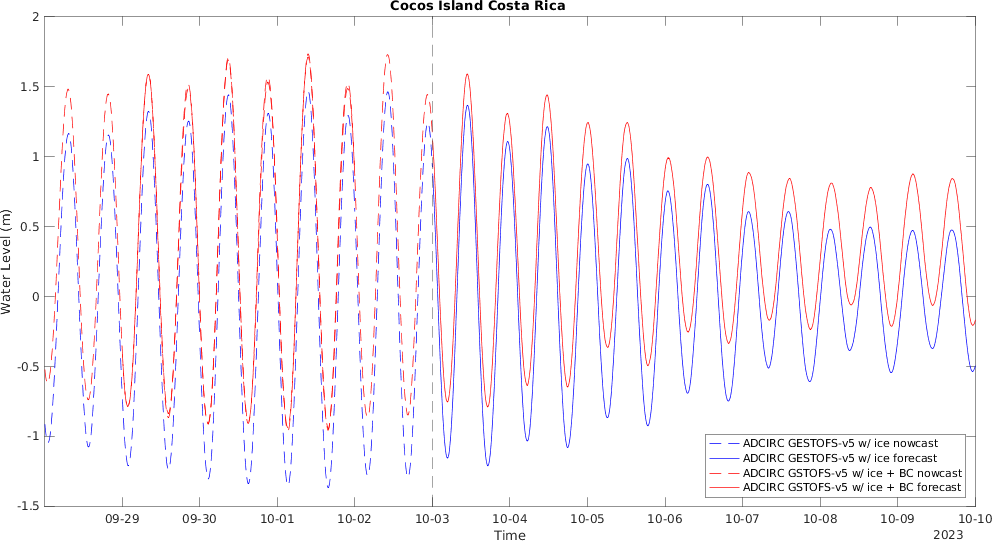 Cocos Island Costa Rica
2
1.5
1
0.5
0
-0.5
-1
-1.5
Water Level (m)
ADCIRC GESTOFS-v5 w/ ice nowcast
ADCIRC GESTOFS-v5 w/ ice forecast
ADCIRC GSTOFS-v5 w/ ice + BC nowcast
ADCIRC GSTOFS-v5 w/ ice + BC forecast
09-29 09-30 10-01 10-02 10-03 10-04 10-05 10-06 10-07 10-08 10-09 10-10
Time
2023